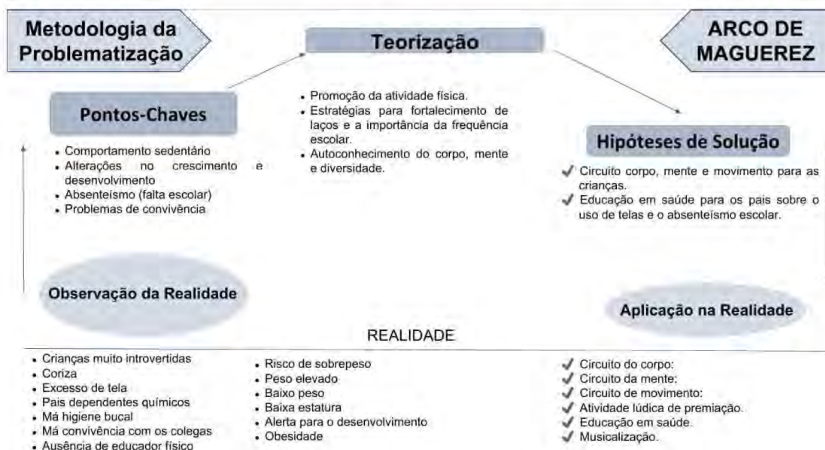 Metodologia da
Problematização
Teorização
ARCO DE
MAGUEREZ
Pontos-Chaves
• Comportamento sedentário
• Alterações no crescimento e
desenvolvimento
• Absenteísmo (falta escolar)
• Problemas de convivência
• Promoção da atividade física.
• Estratégias para fortalecimento de
laços e a importância da frequência
escolar.
• Autoconhecimento do corpo, mente
e diversidade.
Hipóteses de Solução
✔ Circuito corpo, mente e movimento para as
crianças.
✔ Educação em saúde para os pais sobre o
uso de telas e o absenteísmo escolar.
Observação da Realidade
Aplicação na Realidade
REALIDADE
• Crianças muito introvertidas
• Coriza
• Excesso de tela
• Pais dependentes químicos
• Má higiene bucal
• Má convivência com os colegas
• Ausência de educador físico
• Risco de sobrepeso
• Peso elevado
• Baixo peso
• Baixa estatura
• Alerta para o desenvolvimento
• Obesidade
✔ Circuito do corpo:
✔ Circuito da mente:
✔ Circuito de movimento:
✔ Atividade lúdica de premiação.
✔ Educação em saúde.
✔ Musicalização.